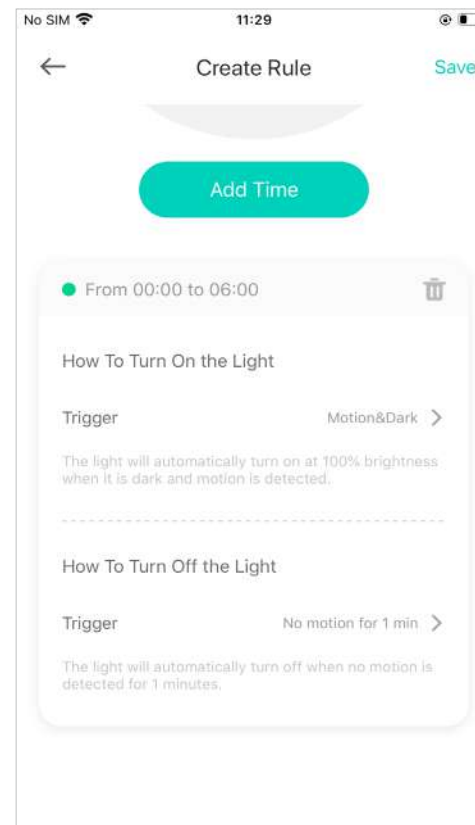 No SIM 11:29
Create Rule Save
Add Time
From 00:00 to 06:00
How To Turn On the Light
Trigger Motion&Dark
The light will automatically turn on at 100% brightness
when it is dark and motion is detected.
How To Turn Off the Light
Trigger No motion for 1 min
The light will automatically turn off when no motion is
detected for 1 minutes.